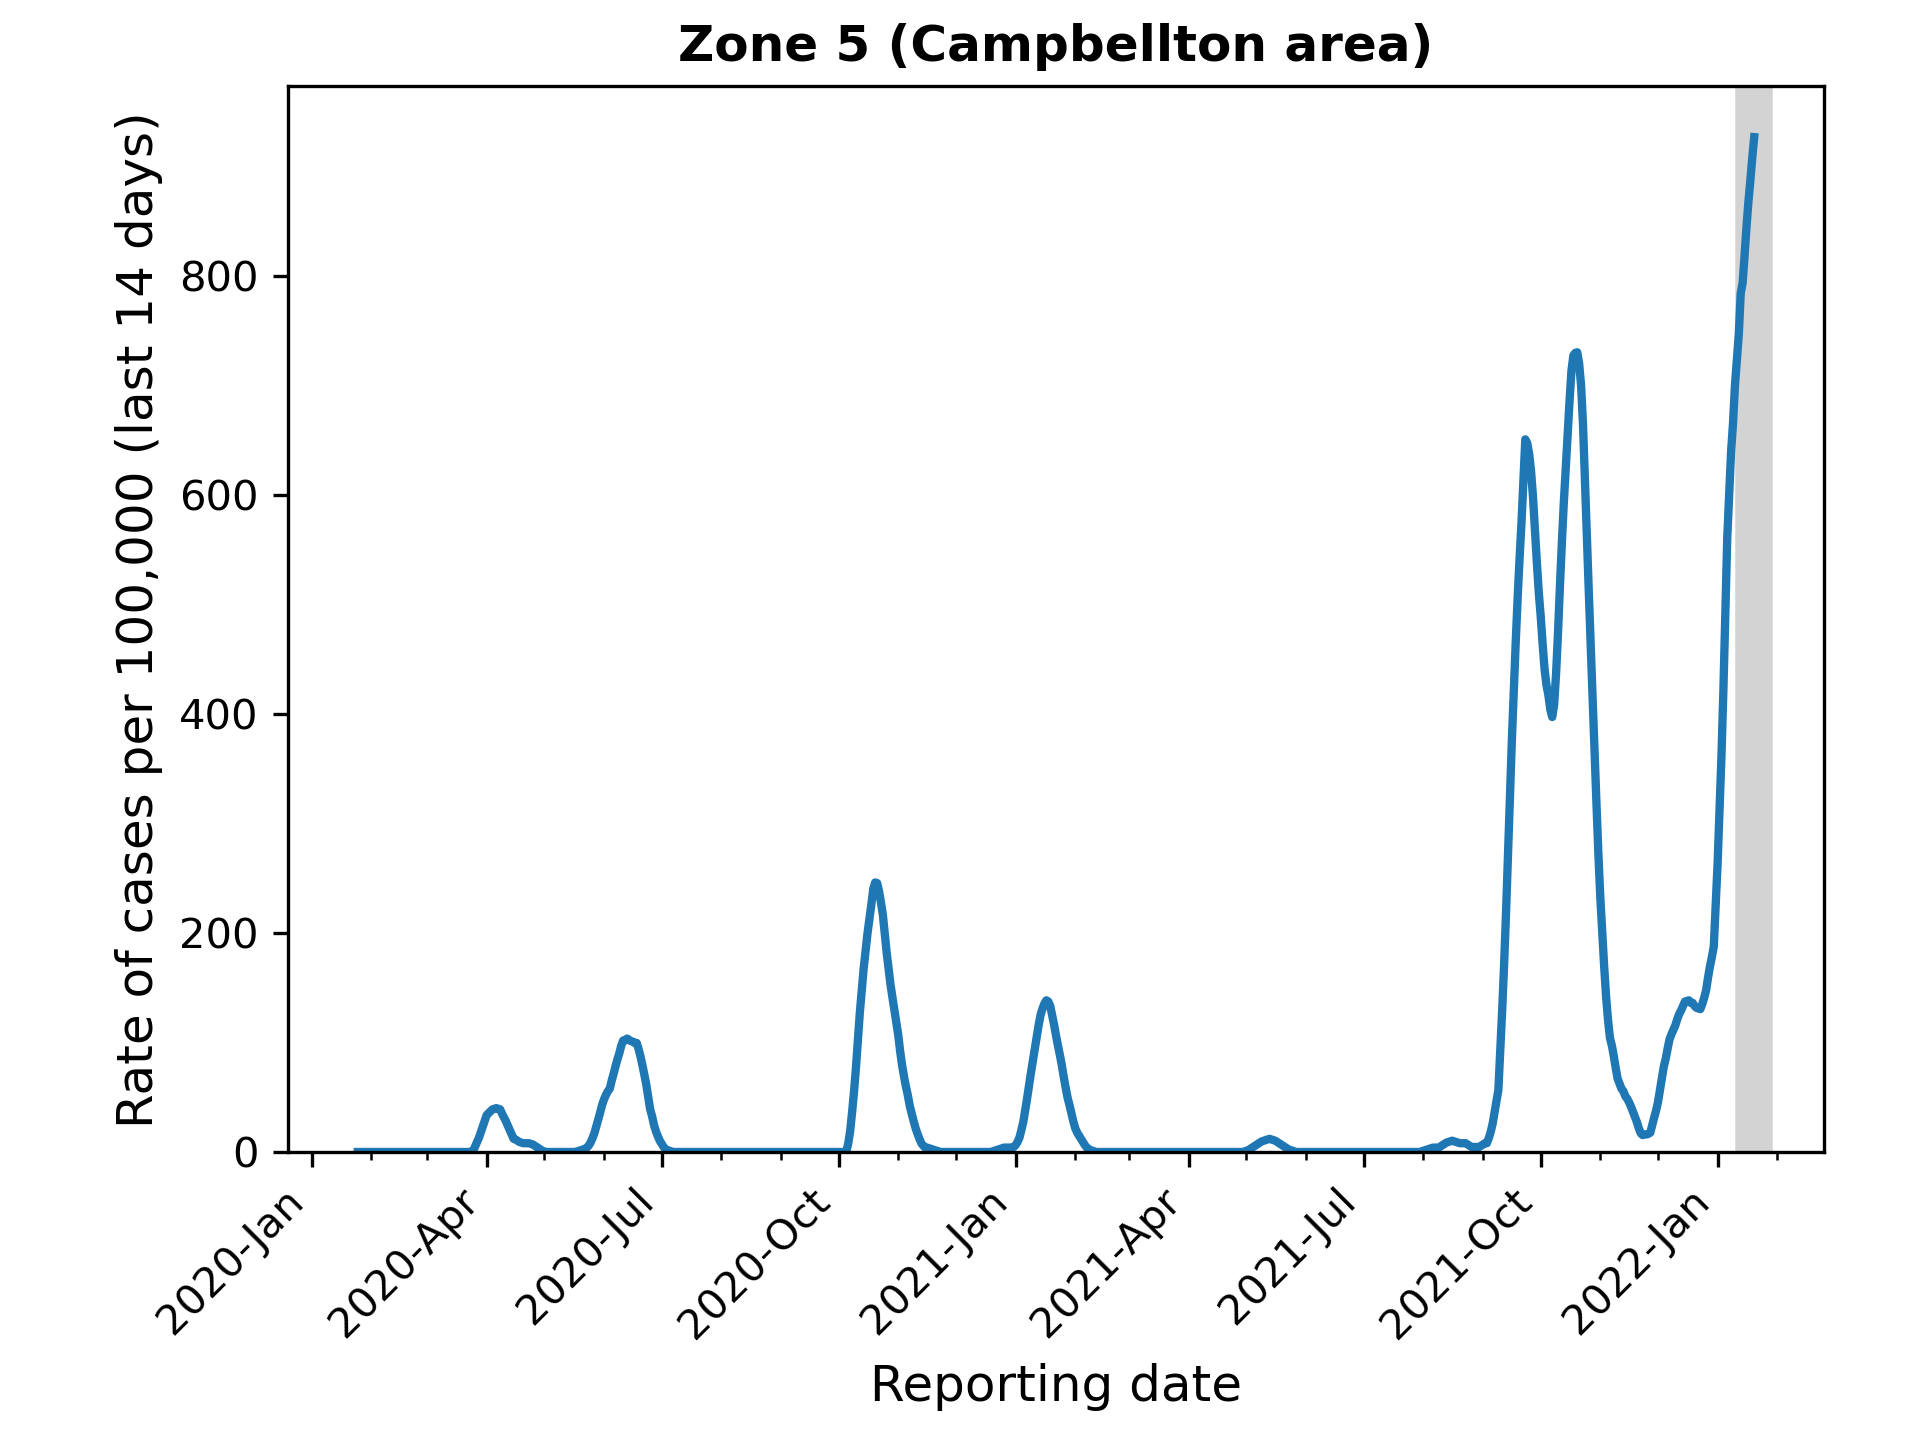 Zone 5 (Campbellton area)
Rate of cases per 100,000 (last 14 days)
800
600
400
200
0
2020-Jan
2020-Apr
2020-Jul
2020-Oct
2021-Jan
2021-Apr
2021-Jul
2021-Oct
2022-Jan
Reporting date